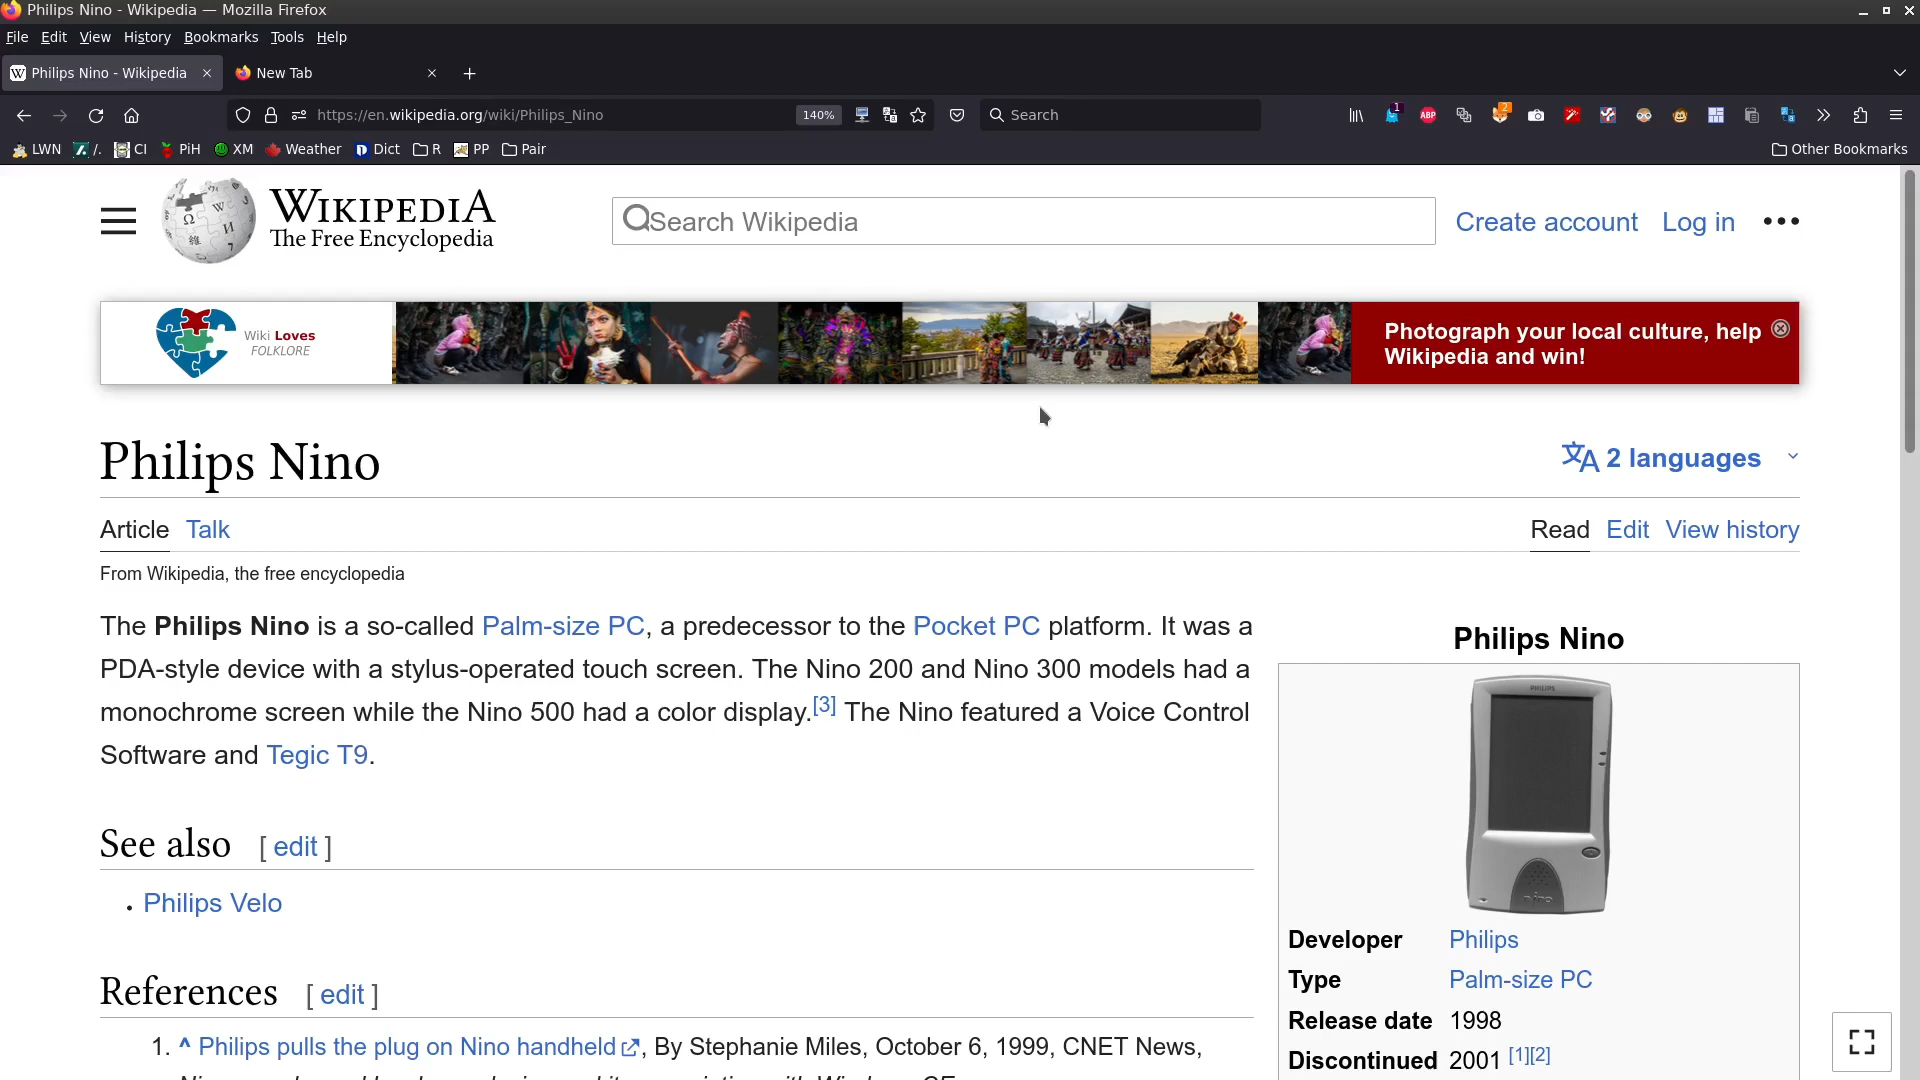 Philips Nino - Wikipedia — Mozilla Firefox
File Edit View History Bookmarks Tools Help
Philips Nino - Wikipedia
New Tab
https://en.wikipedia.org/wiki/Philips_Nino
140%
Search
1
ABP
2
LWN /. CI PiH XM Weather Dict R PP Pair
Other Bookmarks
WIKIPEDIA
The Free Encyclopedia
Search Wikipedia
Create account Log in
Wiki Loves
FOLKLORE
Photograph your local culture, help
Wikipedia and win!
Philips Nino
2 languages
Article Talk
Read Edit View history
From Wikipedia, the free encyclopedia
The Philips Nino is a so-called Palm-size PC, a predecessor to the Pocket PC platform. It was a
PDA-style device with a stylus-operated touch screen. The Nino 200 and Nino 300 models had a
monochrome screen while the Nino 500 had a color display.[3] The Nino featured a Voice Control
Software and Tegic T9.
See also [ edit ]
• Philips Velo
References [ edit ]
1. ^ Philips pulls the plug on Nino handheld, By Stephanie Miles, October 6, 1999, CNET News,
Philips Nino
PHILIPS
nino
Developer Philips
Type Palm-size PC
Release date 1998
Discontinued 2001 [1][2]